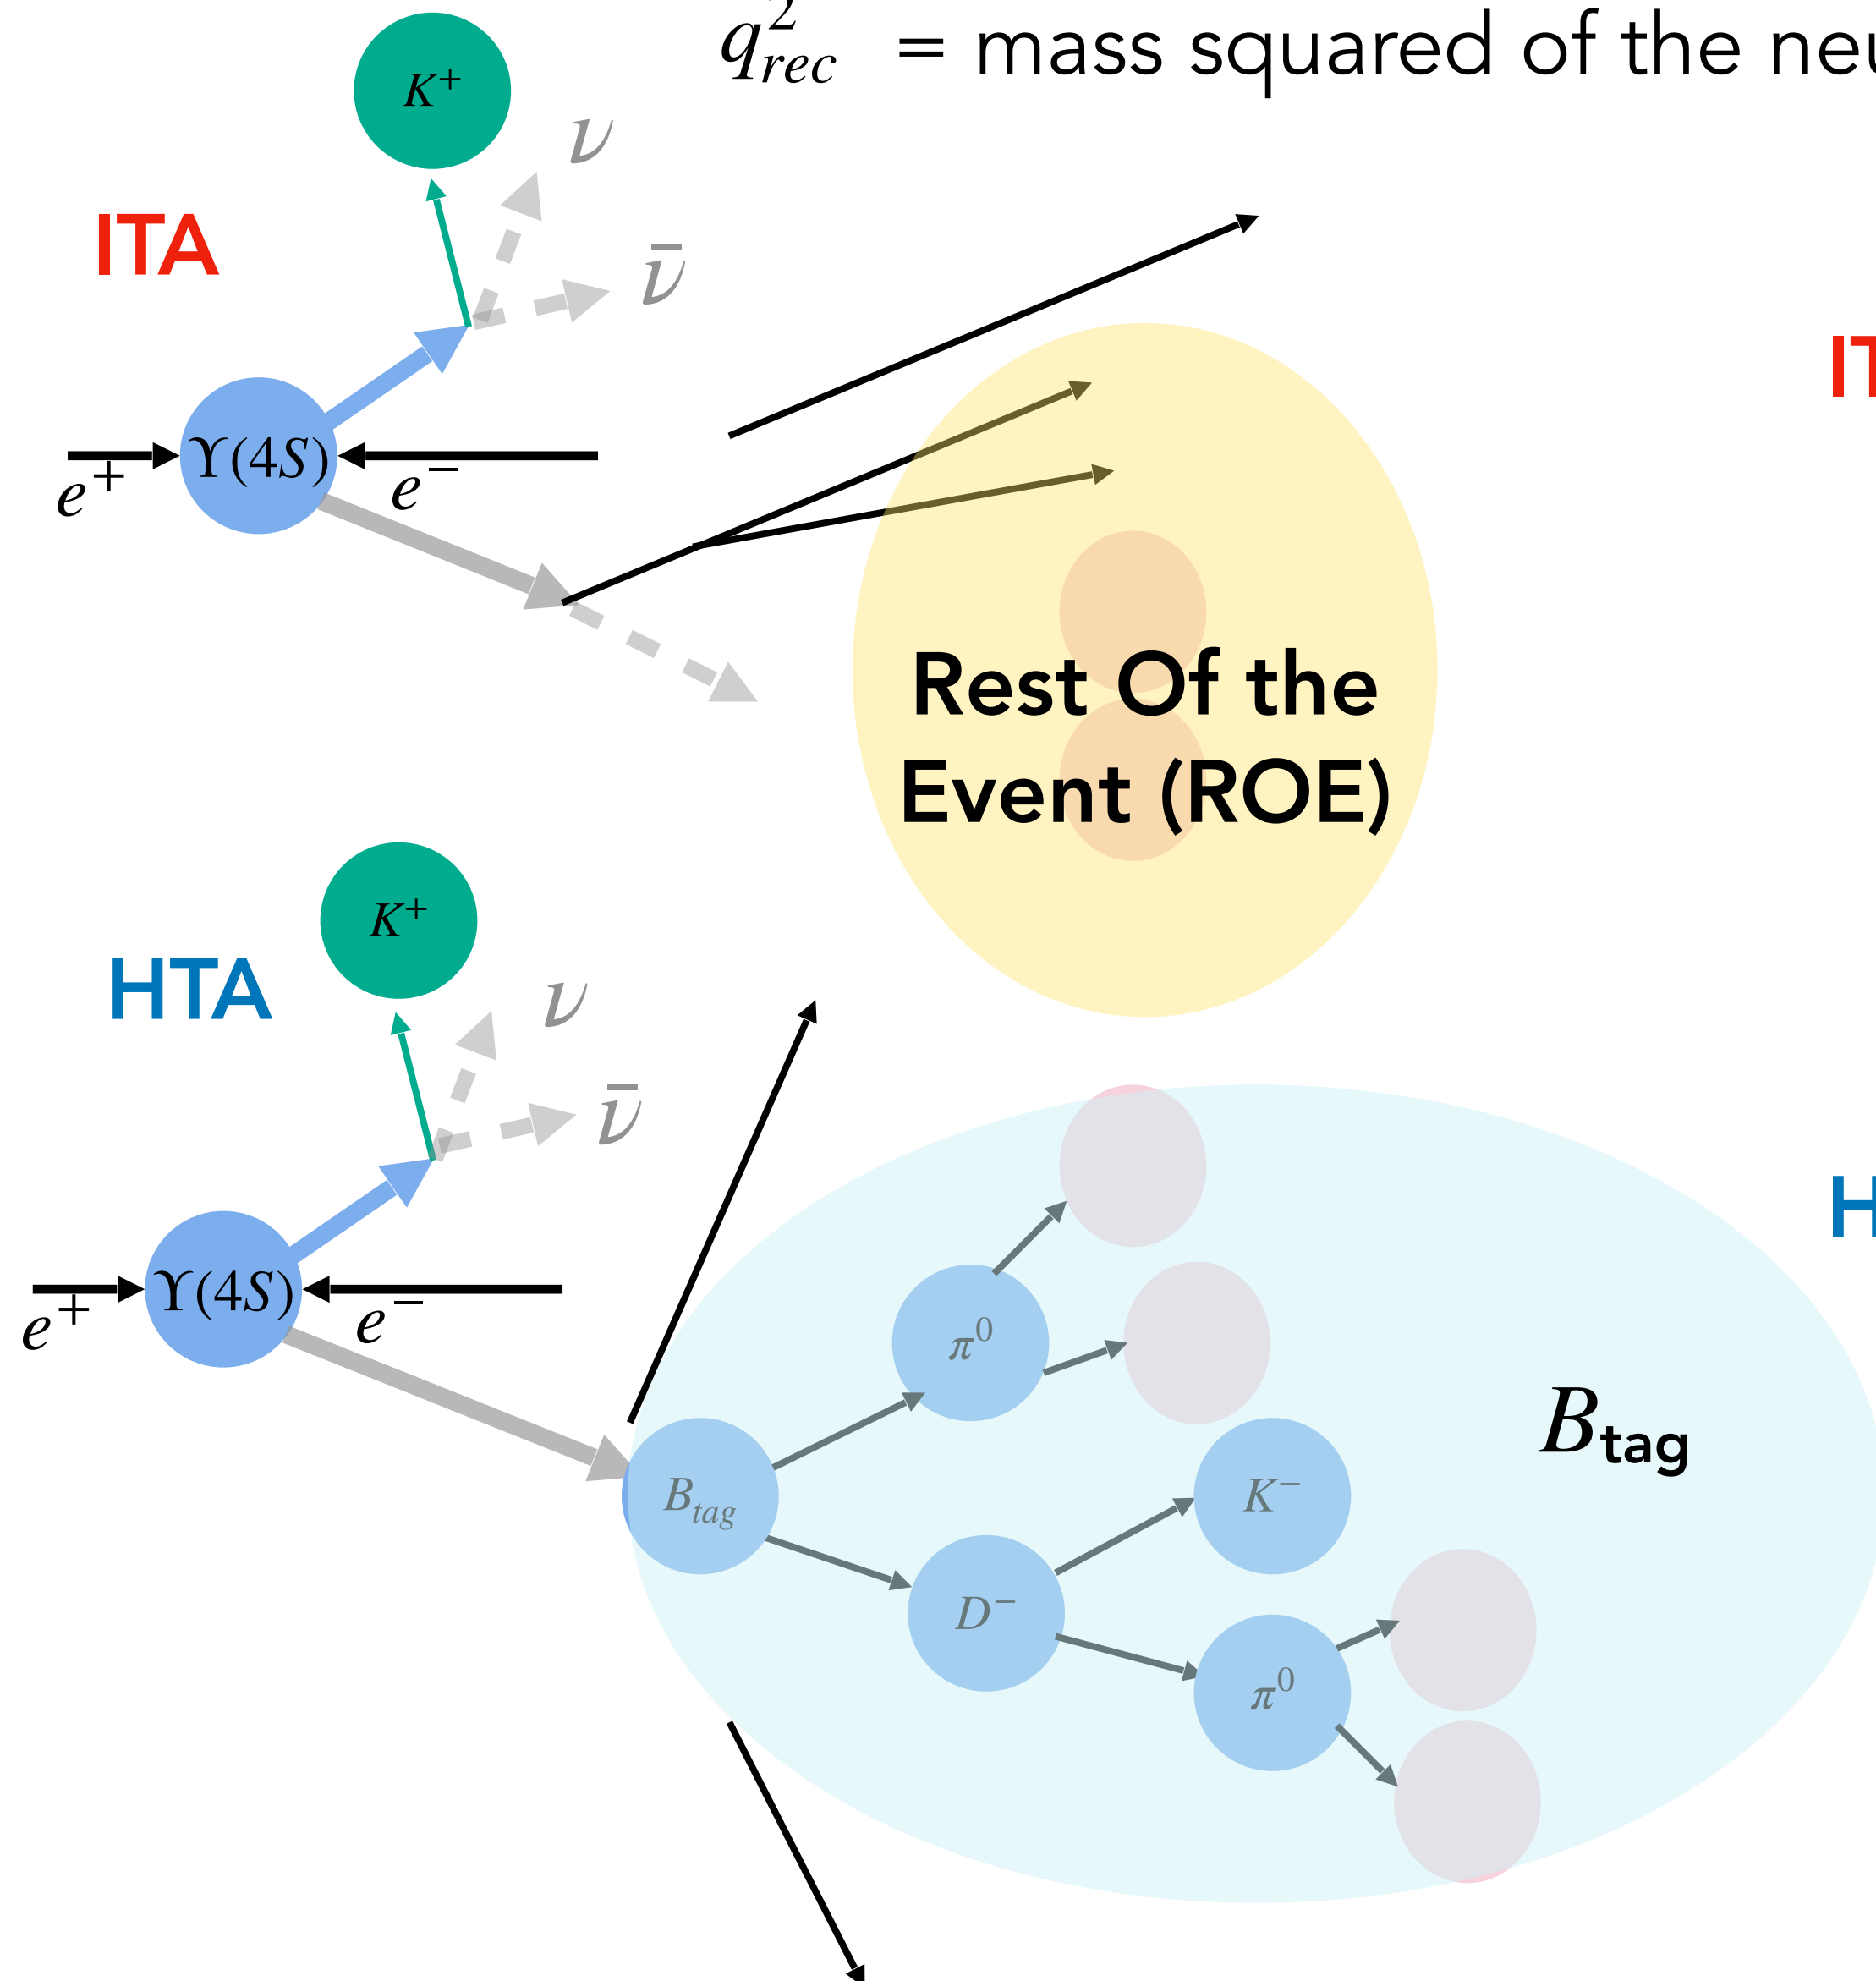 q²rec = mass squared of the neu
K⁺
ν
ν̄
ITA
IT
ϒ(4S)
e⁺
e⁻
Rest Of the
Event (ROE)
K⁺
HTA
ν
ν̄
H
ϒ(4S)
e⁺
e⁻
π⁰
Btag
Btag
K⁻
D⁻
π⁰